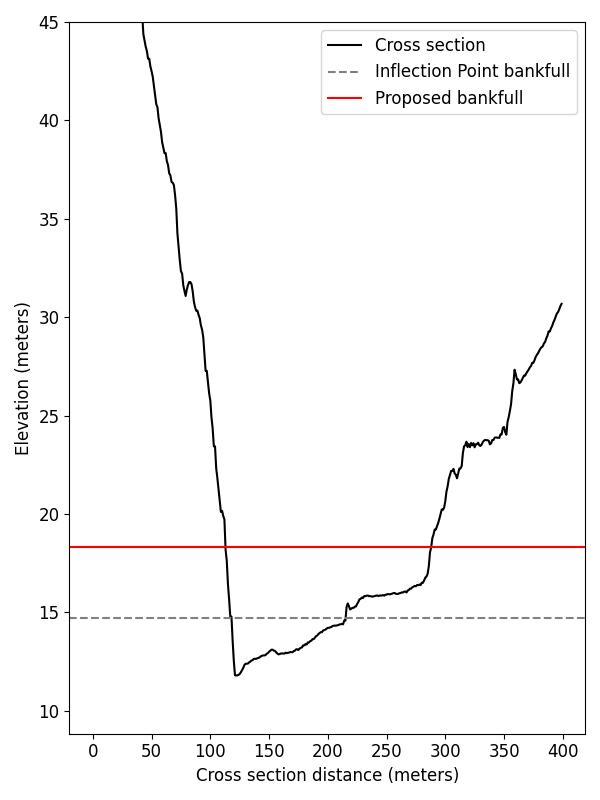 45
40
35
30
25
20
15
10
Elevation (meters)
Cross section
Inflection Point bankfull
Proposed bankfull
0 50 100 150 200 250 300 350 400
Cross section distance (meters)